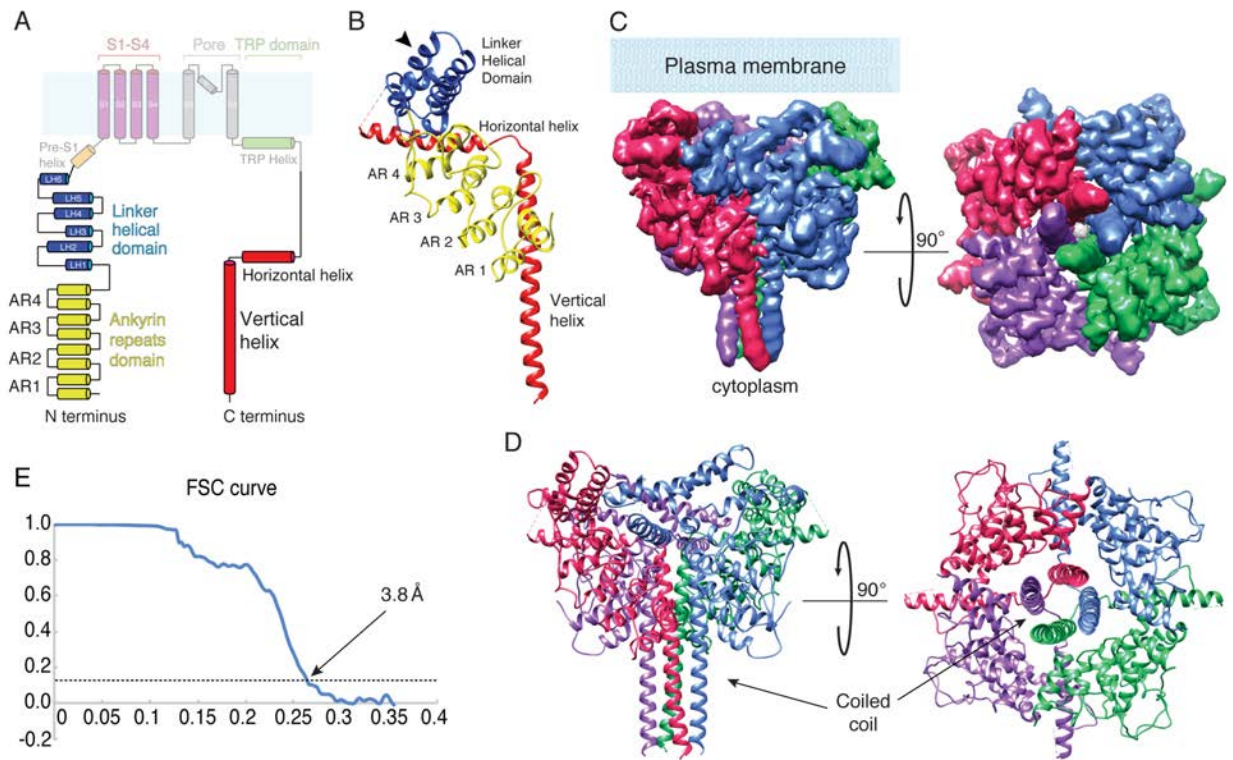 A
S1-S4
Pore
TRP domain
S1
S2
S3
S4
Pre-S1
helix
TRP Helix
LH6
LH5
LH4
LH3
LH2
LH1
Linker
helical
domain
Horizontal helix
AR4
AR3
AR2
AR1
Ankyrin
repeats
domain
Vertical
helix
N terminus
C terminus
B
Linker
Helical
Domain
Horizontal helix
AR 4
AR 3
AR 2
AR 1
Vertical
helix
C
Plasma membrane
90°
cytoplasm
E
FSC curve
1.0
0.8
0.6
0.4
0.2
0.0
-0.2
3.8 Å
0
0.05
0.1
0.15
0.2
0.25
0.3
0.35
0.4
D
90°
Coiled
coil